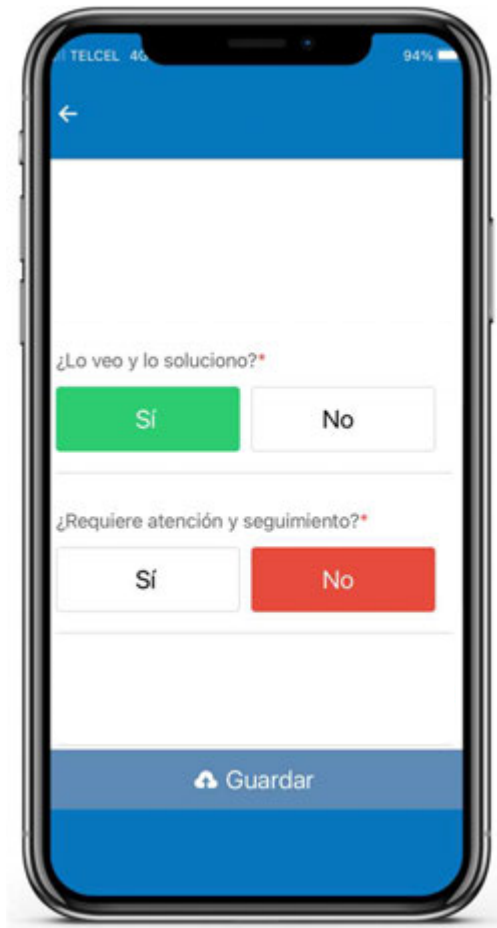 TELCEL 4G
94%
¿Lo veo y lo soluciono?*
Sí
No
¿Requiere atención y seguimiento?*
Sí
No
Guardar